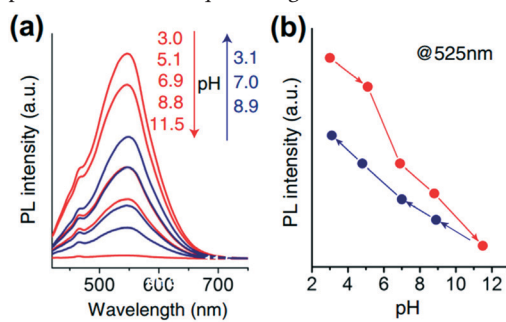 (a)
3.0
5.1
6.9
8.8
11.5
pH
3.1
7.0
8.9
PL intensity (a.u.)
500 600 700
Wavelength (nm)
(b)
@525nm
PL intensity (a.u.)
2 4 6 8 10 12
pH